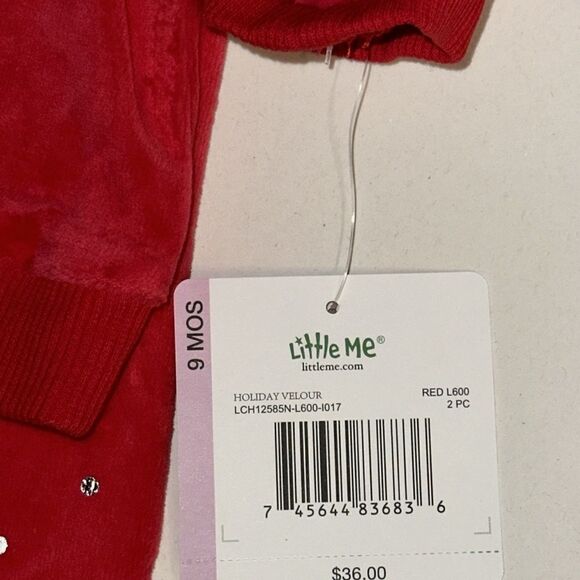 9 MOS
Little Me®
littleme.com
HOLIDAY VELOUR RED L600
LCH12585N-L600-I017 2 PC
7 45644 83683 6
$36.00